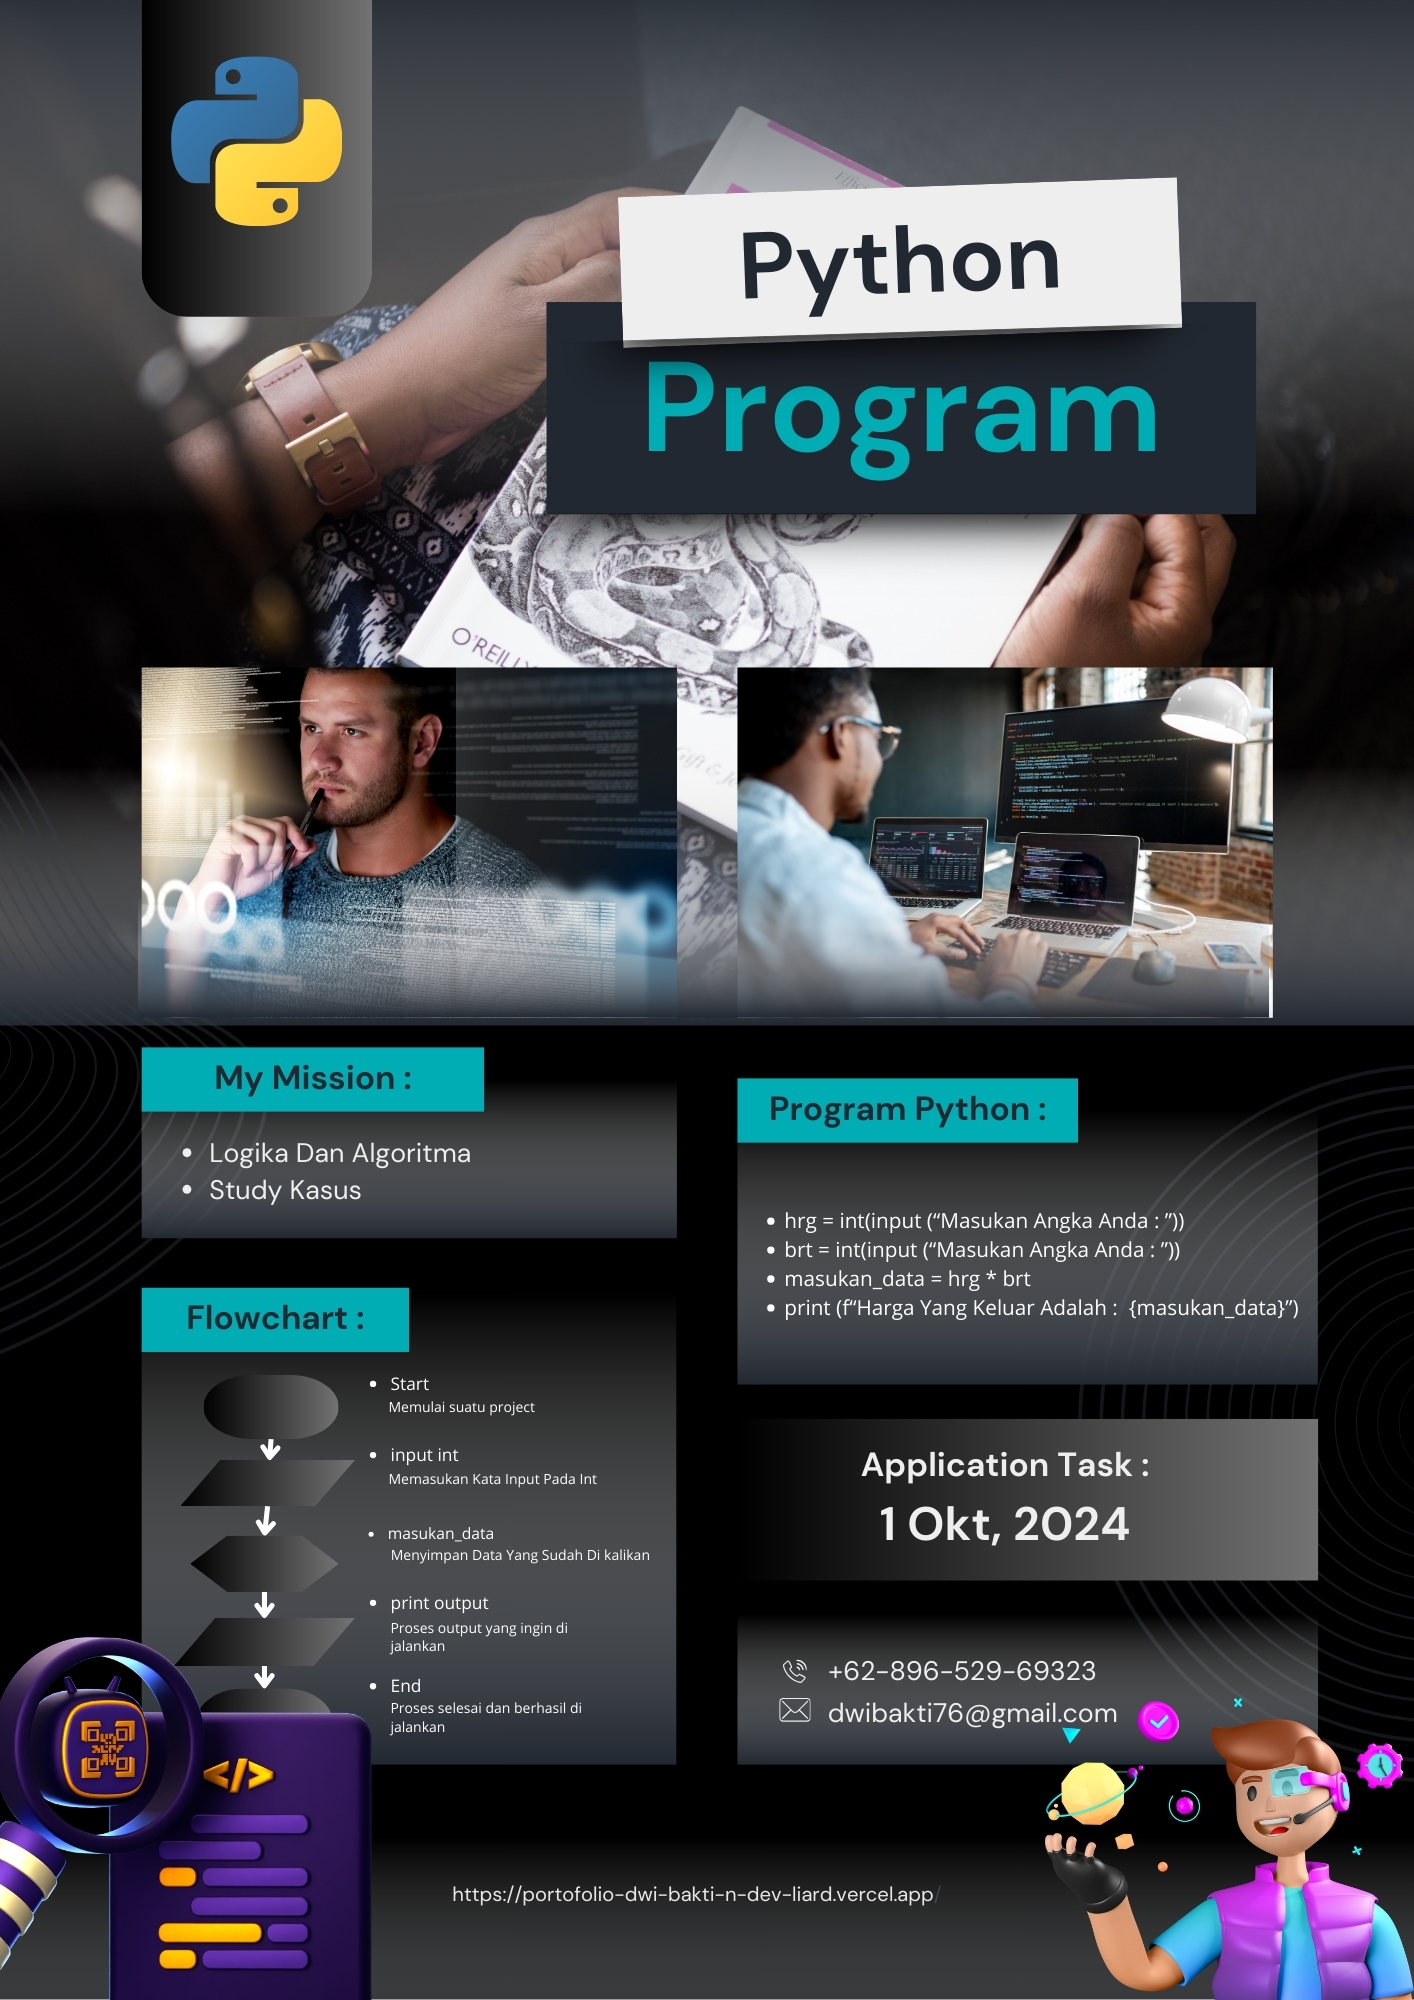 Python
Program
O'REILLY
My Mission :
• Logika Dan Algoritma
• Study Kasus
Flowchart :
• Start
Memulai suatu project
• input int
Memasukan Kata Input Pada Int
• masukan_data
Menyimpan Data Yang Sudah Di kalikan
• print output
Proses output yang ingin di
jalankan
• End
Proses selesai dan berhasil di
jalankan
Program Python :
• hrg = int(input (“Masukan Angka Anda : ”))
• brt = int(input (“Masukan Angka Anda : ”))
• masukan_data = hrg * brt
• print (f“Harga Yang Keluar Adalah :  {masukan_data}”)
Application Task :
1 Okt, 2024
+62-896-529-69323
dwibakti76@gmail.com
</>
https://portofolio-dwi-bakti-n-dev-liard.vercel.app/